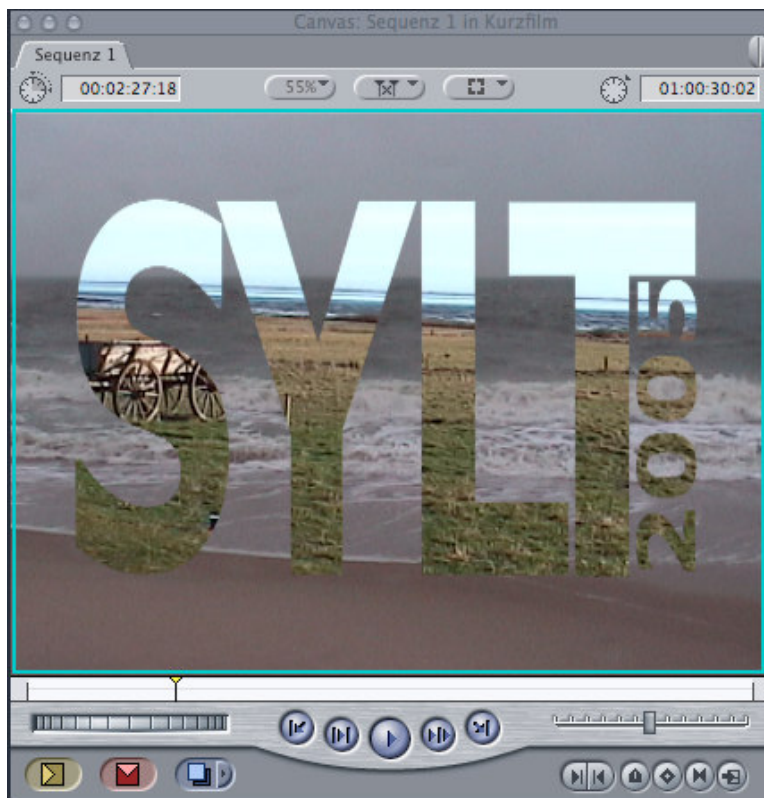 Canvas: Sequenz 1 in Kurzfilm
Sequenz 1
00:02:27:18
55%
01:00:30:02
SYLT
2005